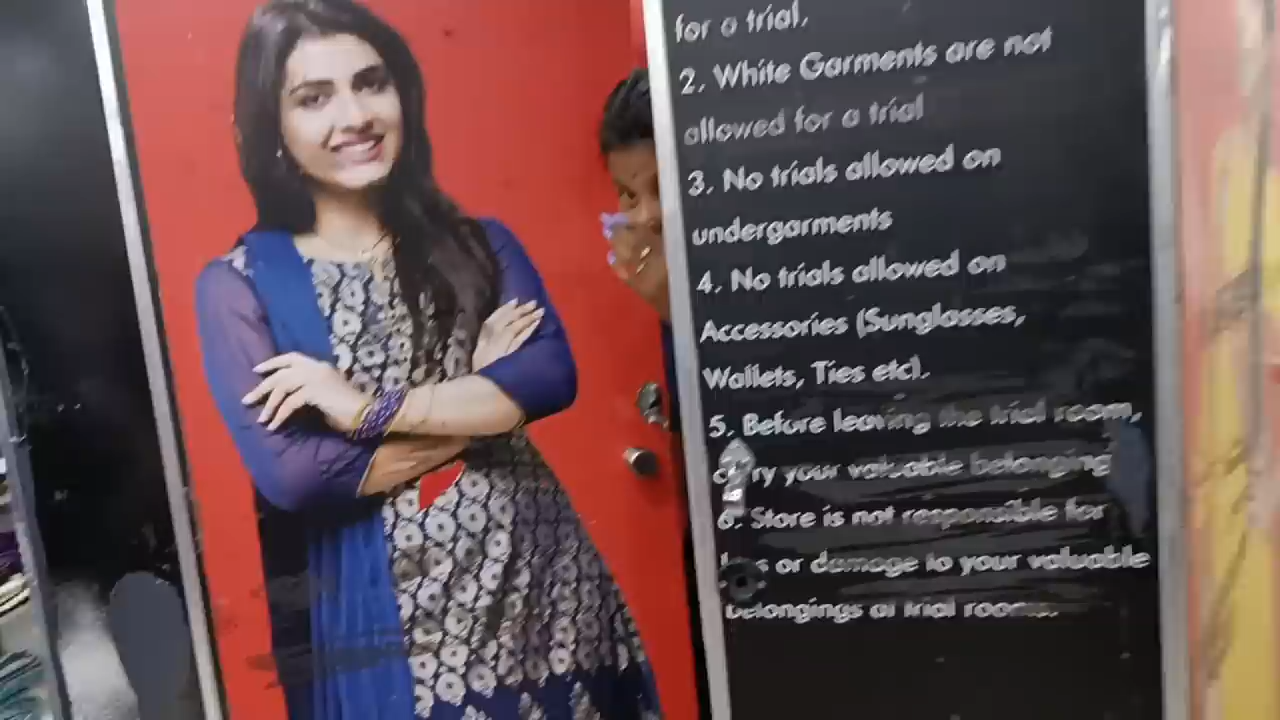 for a trial.
2. White Garments are not
allowed for a trial
3. No trials allowed on
undergarments
4. No trials allowed on
Accessories (Sunglasses,
Wallets, Ties etc).
5. Before leaving the trial room,
carry your valuable belonging
6. Store is not responsible for
loss or damage to your valuable
belongings at trial rooms.